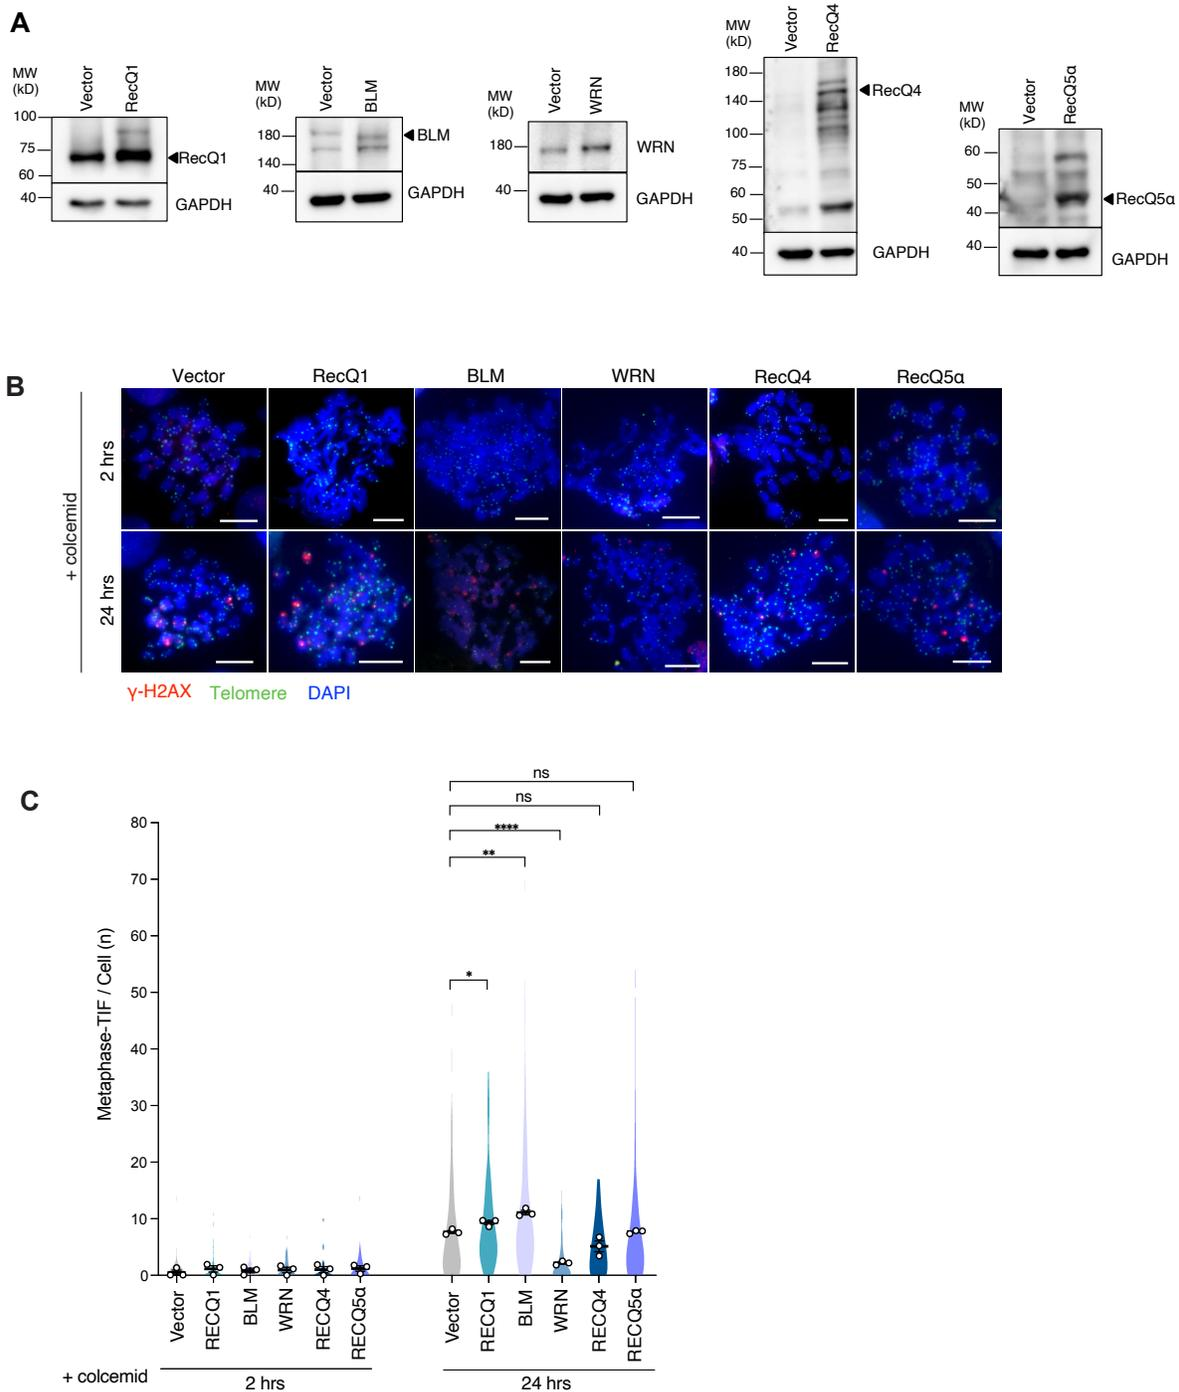 A
MW
(kD)
Vector
RecQ1
100
75
60
40
RecQ1
GAPDH
MW
(kD)
Vector
BLM
180
140
40
BLM
GAPDH
MW
(kD)
Vector
WRN
180
40
WRN
GAPDH
MW
(kD)
Vector
RecQ4
180
140
100
75
60
50
40
RecQ4
GAPDH
MW
(kD)
Vector
RecQ5α
60
50
40
40
RecQ5α
GAPDH
B
Vector RecQ1 BLM WRN RecQ4 RecQ5α
+ colcemid
2 hrs
24 hrs
γ-H2AX Telomere DAPI
C
Metaphase-TIF / Cell (n)
80
70
60
50
40
30
20
10
0
ns
ns
****
**
*
Vector RECQ1 BLM WRN RECQ4 RECQ5α Vector RECQ1 BLM WRN RECQ4 RECQ5α
+ colcemid 2 hrs 24 hrs